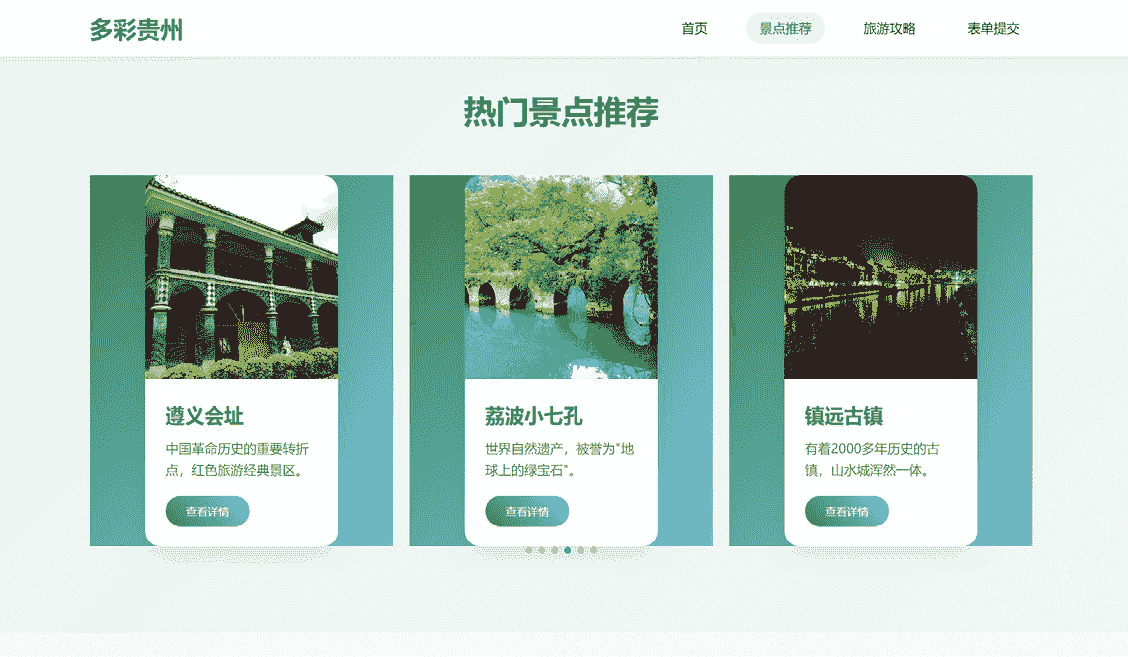 多彩贵州
首页
景点推荐
旅游攻略
表单提交
热门景点推荐
遵义会址
中国革命历史的重要转折
点，红色旅游经典景区。
查看详情
荔波小七孔
世界自然遗产，被誉为"地
球上的绿宝石"。
查看详情
镇远古镇
有着2000多年历史的古
镇，山水城浑然一体。
查看详情